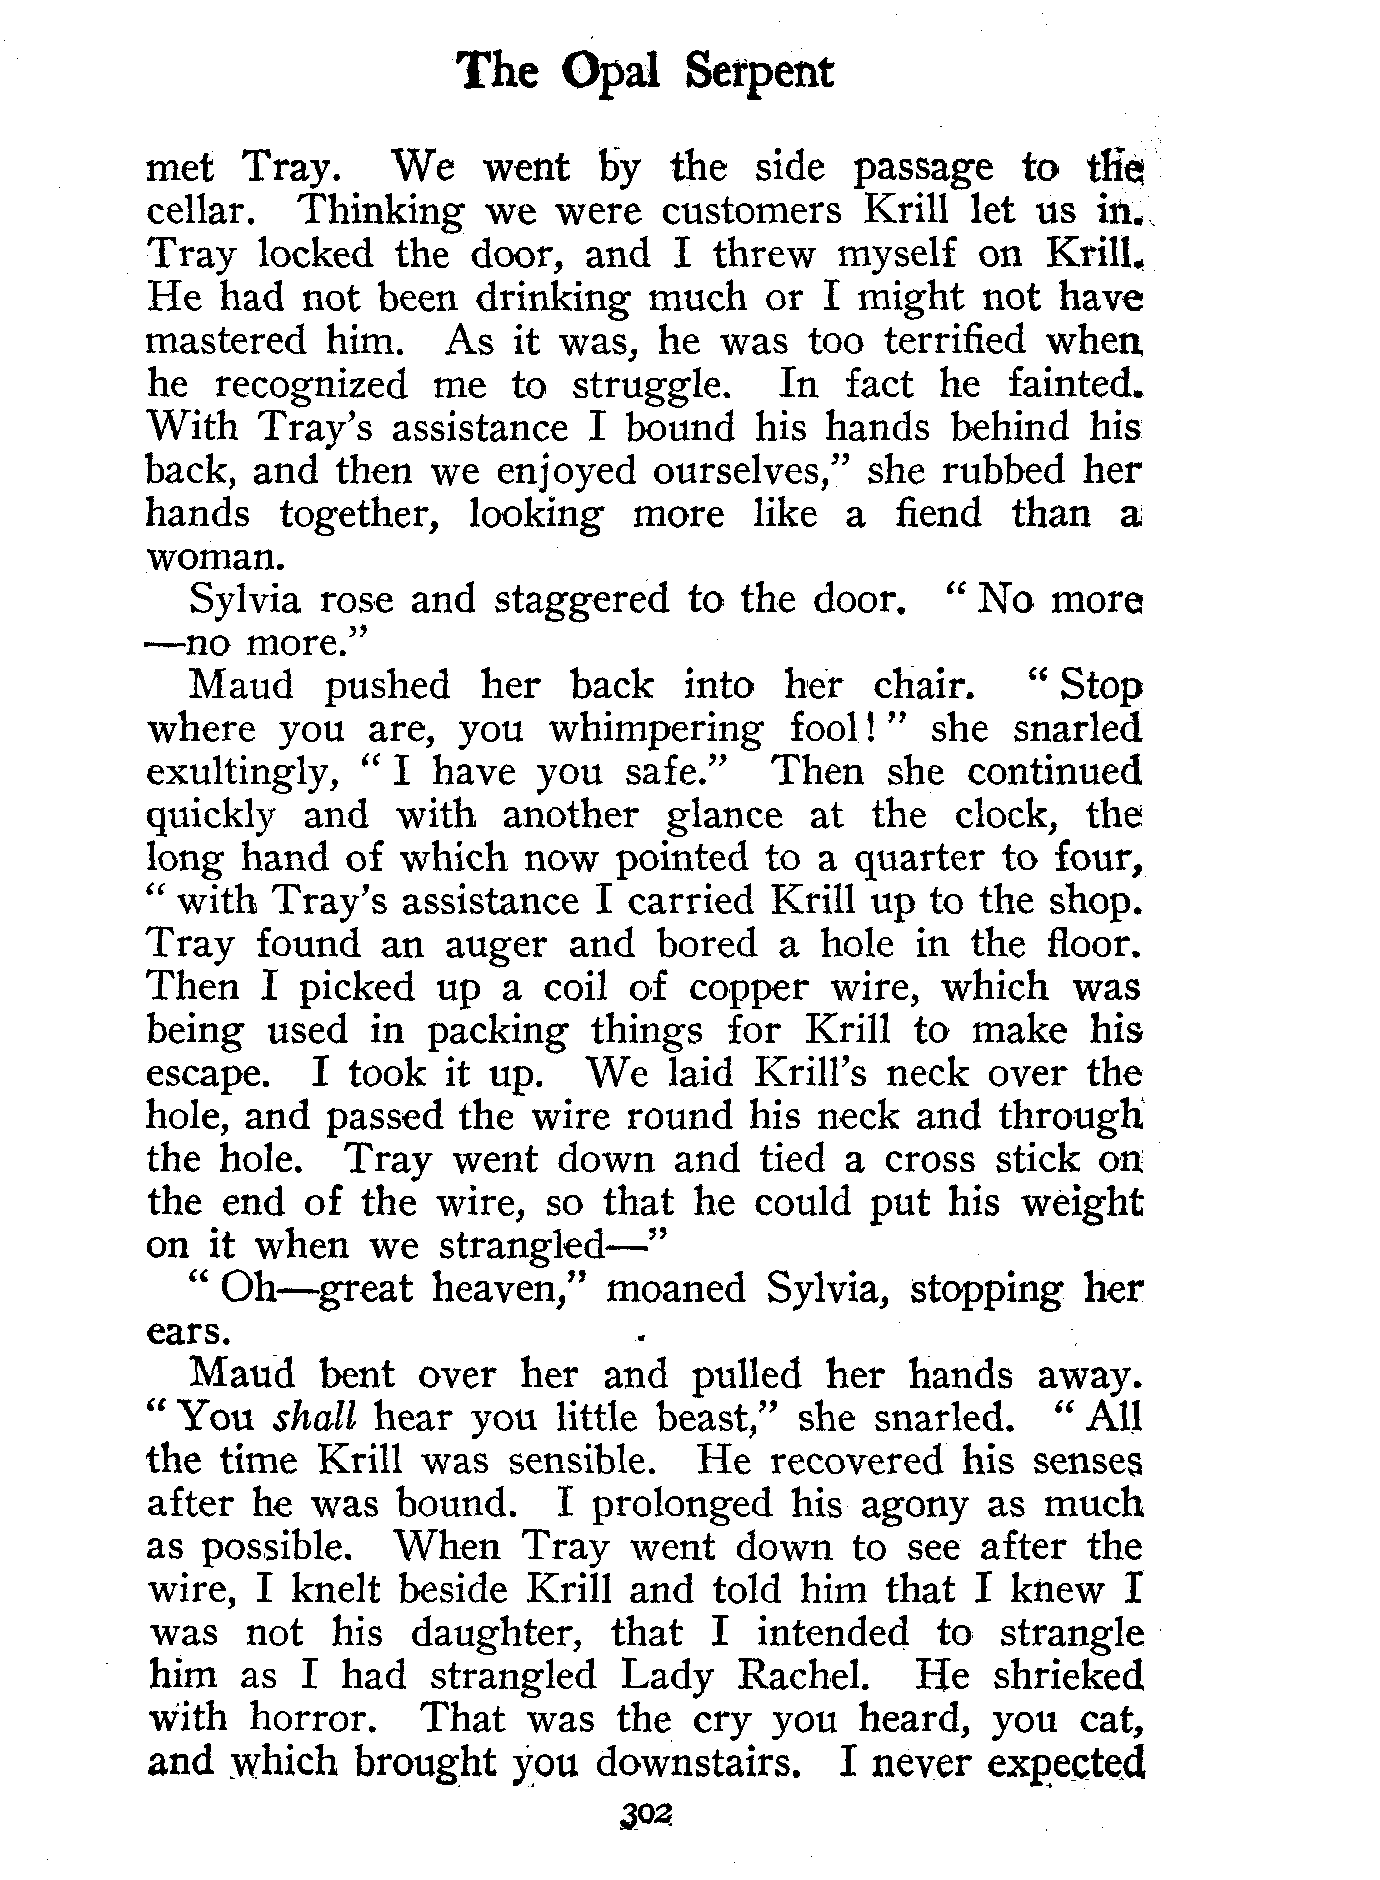 The Opal Serpent
met Tray. We went by the side passage to the
cellar. Thinking we were customers Krill let us in.
Tray locked the door, and I threw myself on Krill.
He had not been drinking much or I might not have
mastered him. As it was, he was too terrified when
he recognized me to struggle. In fact he fainted.
With Tray's assistance I bound his hands behind his
back, and then we enjoyed ourselves," she rubbed her
hands together, looking more like a fiend than a
woman.
Sylvia rose and staggered to the door. "No more
—no more."
Maud pushed her back into her chair. "Stop
where you are, you whimpering fool!" she snarled
exultingly, "I have you safe." Then she continued
quickly and with another glance at the clock, the
long hand of which now pointed to a quarter to four,
"with Tray's assistance I carried Krill up to the shop.
Tray found an auger and bored a hole in the floor.
Then I picked up a coil of copper wire, which was
being used in packing things for Krill to make his
escape. I took it up. We laid Krill's neck over the
hole, and passed the wire round his neck and through
the hole. Tray went down and tied a cross stick on
the end of the wire, so that he could put his weight
on it when we strangled—"
"Oh—great heaven," moaned Sylvia, stopping her
ears.
Maud bent over her and pulled her hands away.
"You shall hear you little beast," she snarled. "All
the time Krill was sensible. He recovered his senses
after he was bound. I prolonged his agony as much
as possible. When Tray went down to see after the
wire, I knelt beside Krill and told him that I knew I
was not his daughter, that I intended to strangle
him as I had strangled Lady Rachel. He shrieked
with horror. That was the cry you heard, you cat,
and which brought you downstairs. I never expected
302